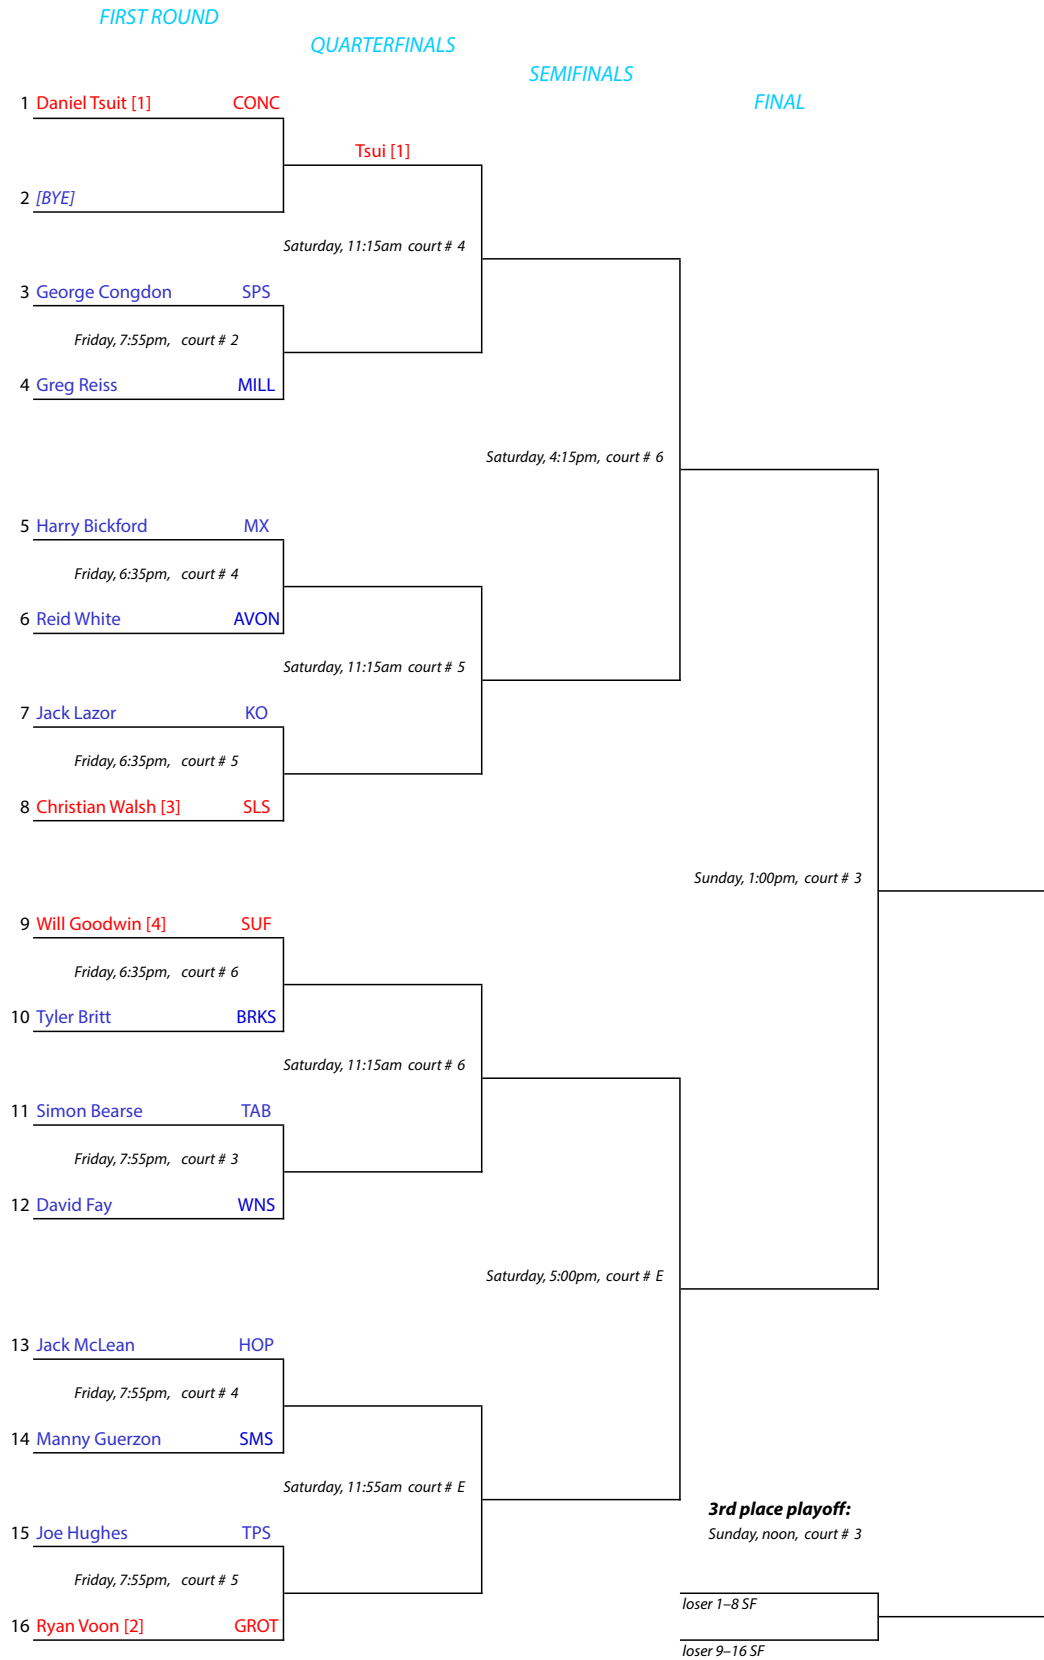 FIRST ROUND
QUARTERFINALS
SEMIFINALS
FINAL
1 Daniel Tsuit [1] CONC
Tsui [1]
2 [BYE]
Saturday, 11:15am court # 4
3 George Congdon SPS
Friday, 7:55pm, court # 2
4 Greg Reiss MILL
Saturday, 4:15pm, court # 6
5 Harry Bickford MX
Friday, 6:35pm, court # 4
6 Reid White AVON
Saturday, 11:15am court # 5
7 Jack Lazor KO
Friday, 6:35pm, court # 5
8 Christian Walsh [3] SLS
Sunday, 1:00pm, court # 3
9 Will Goodwin [4] SUF
Friday, 6:35pm, court # 6
10 Tyler Britt BRKS
Saturday, 11:15am court # 6
11 Simon Bearse TAB
Friday, 7:55pm, court # 3
12 David Fay WNS
Saturday, 5:00pm, court # E
13 Jack McLean HOP
Friday, 7:55pm, court # 4
14 Manny Guerzon SMS
Saturday, 11:55am court # E
3rd place playoff:
15 Joe Hughes TPS
Sunday, noon, court # 3
Friday, 7:55pm, court # 5
loser 1–8 SF
16 Ryan Voon [2] GROT
loser 9–16 SF